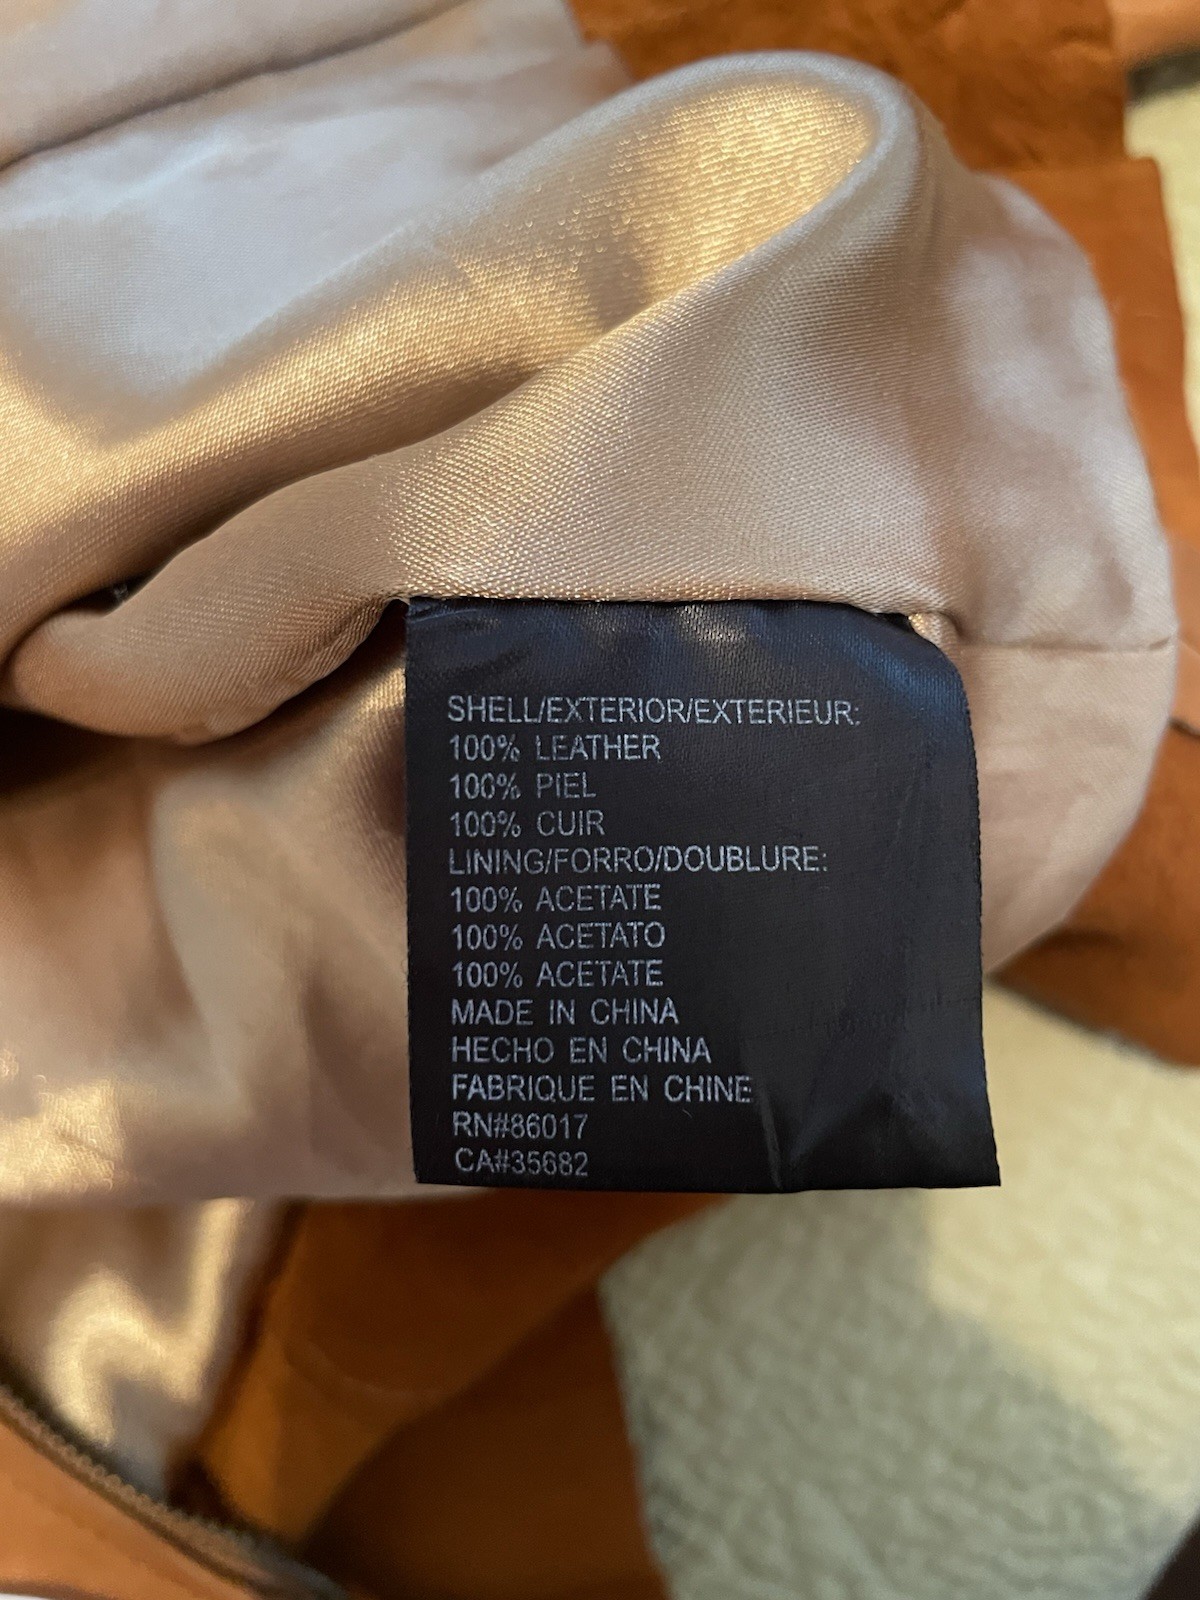 SHELL/EXTERIOR/EXTERIEUR:
100% LEATHER
100% PIEL
100% CUIR
LINING/FORRO/DOUBLURE:
100% ACETATE
100% ACETATO
100% ACETATE
MADE IN CHINA
HECHO EN CHINA
FABRIQUE EN CHINE
RN#86017
CA#35682